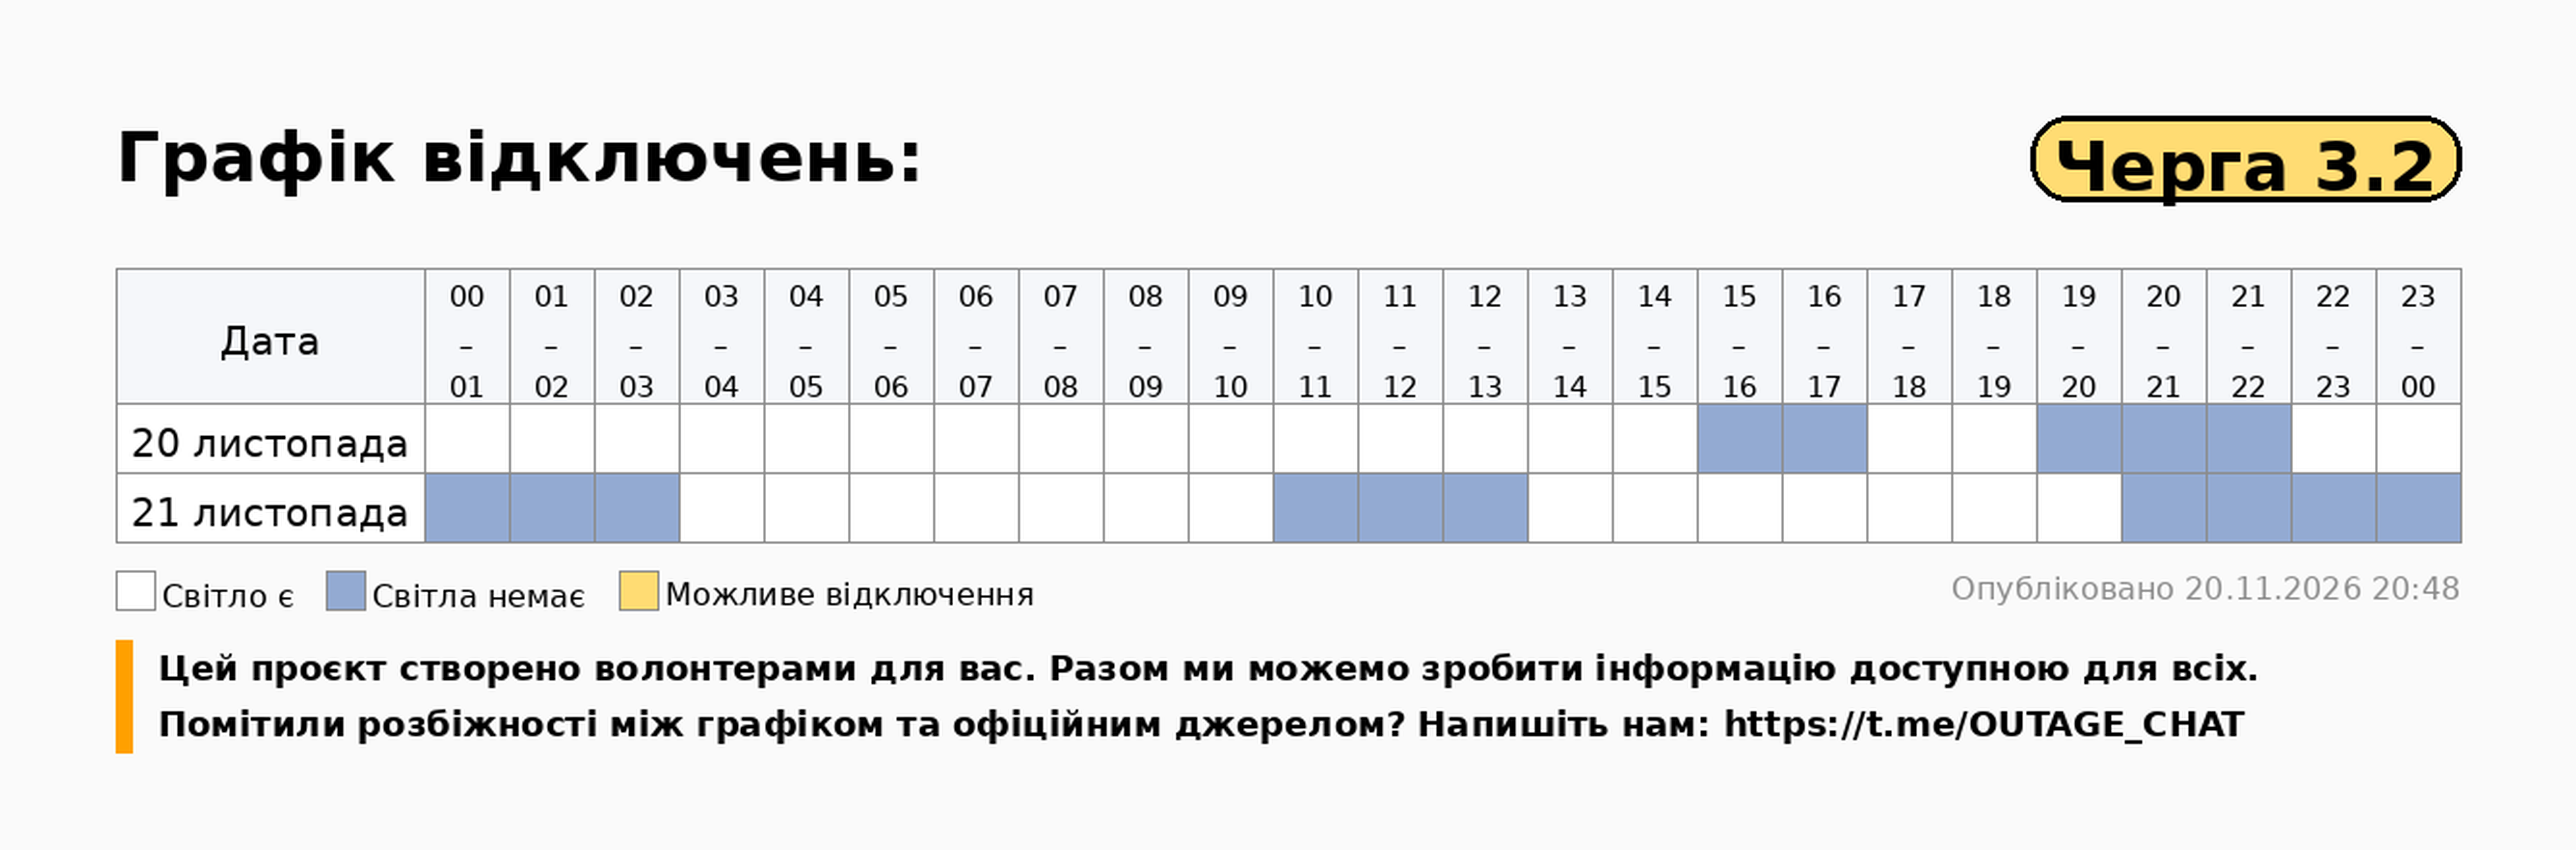 Графік відключень:
Черга 3.2
Дата 00 – 01 01 – 02 02 – 03 03 – 04 04 – 05 05 – 06 06 – 07 07 – 08 08 – 09 09 – 10 10 – 11 11 – 12 12 – 13 13 – 14 14 – 15 15 – 16 16 – 17 17 – 18 18 – 19 19 – 20 20 – 21 21 – 22 22 – 23 23 – 00
20 листопада
21 листопада
Світло є Світла немає Можливе відключення
Опубліковано 20.11.2026 20:48
Цей проєкт створено волонтерами для вас. Разом ми можемо зробити інформацію доступною для всіх.
Помітили розбіжності між графіком та офіційним джерелом? Напишіть нам: https://t.me/OUTAGE_CHAT